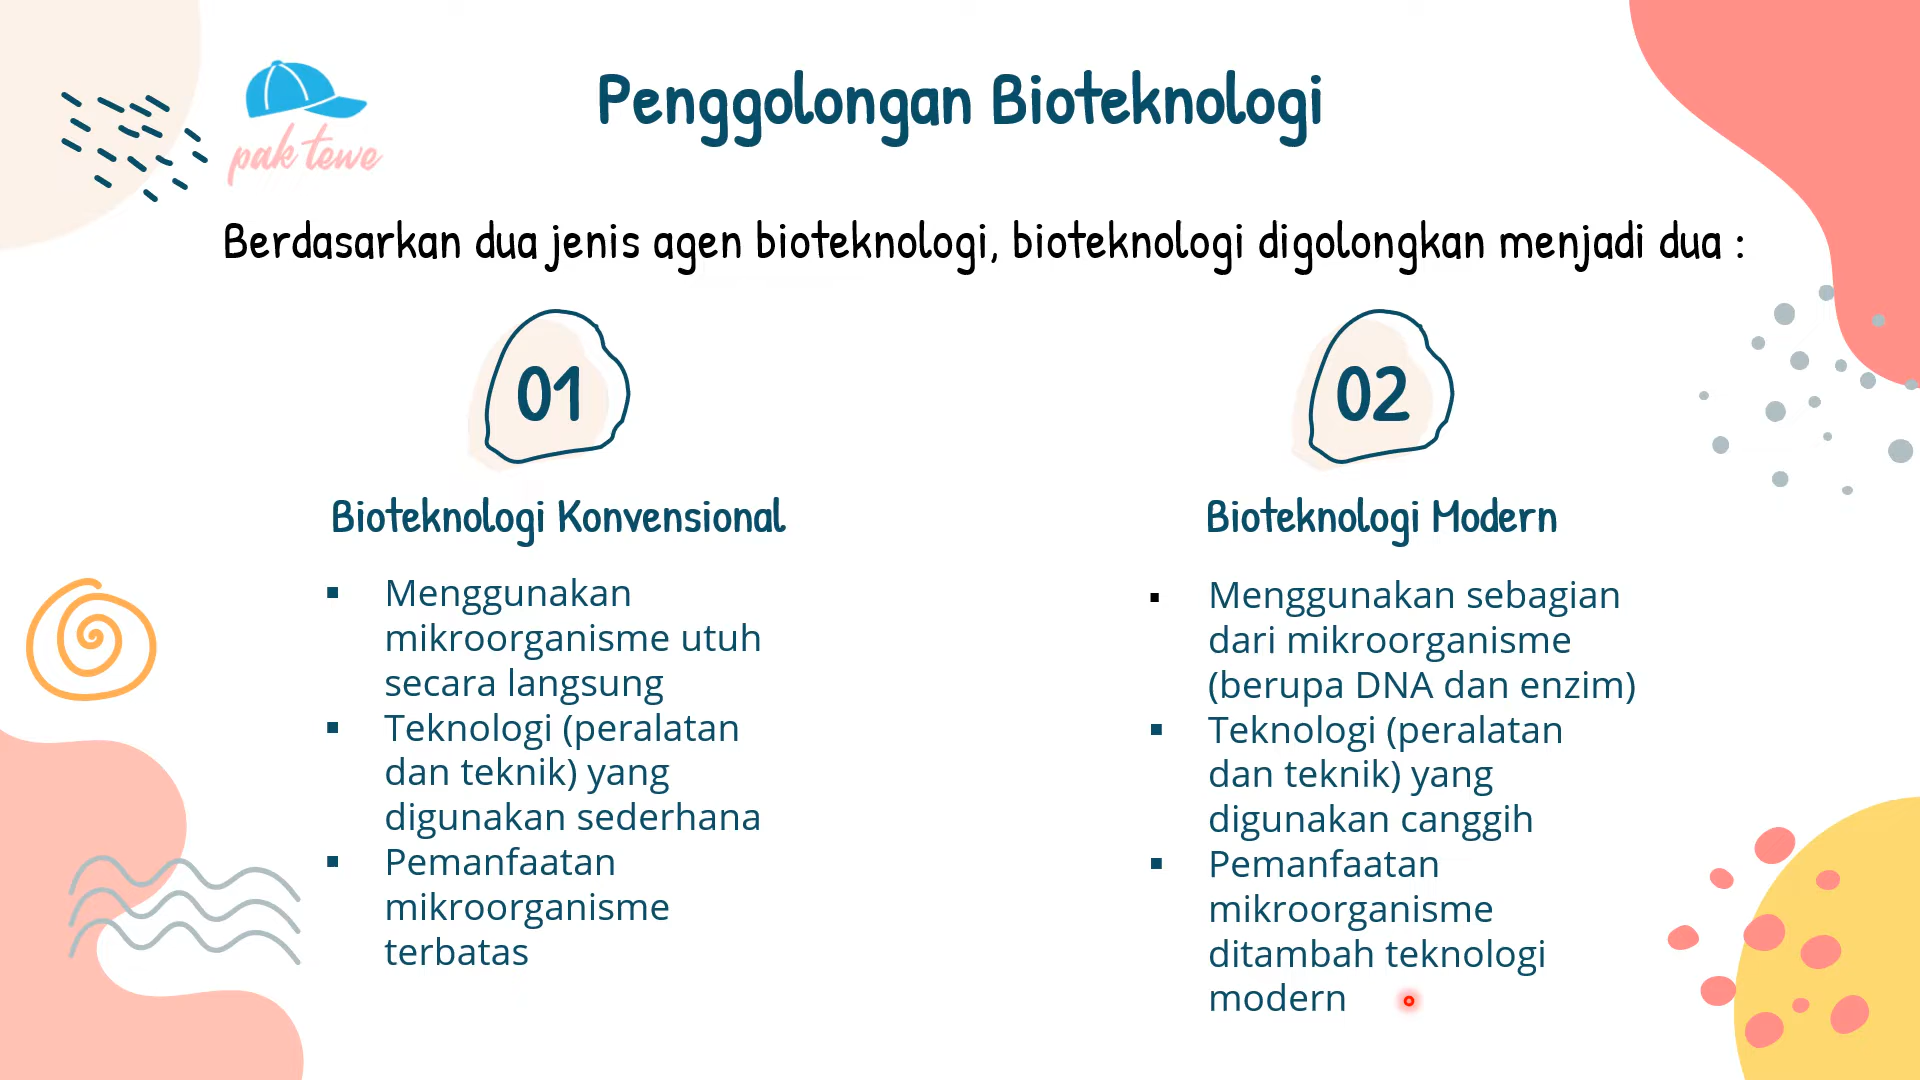 pak tewe
Penggolongan Bioteknologi
Berdasarkan dua jenis agen bioteknologi, bioteknologi digolongkan menjadi dua :
01
Bioteknologi Konvensional
▪ Menggunakan
mikroorganisme utuh
secara langsung
▪ Teknologi (peralatan
dan teknik) yang
digunakan sederhana
▪ Pemanfaatan
mikroorganisme
terbatas
02
Bioteknologi Modern
▪ Menggunakan sebagian
dari mikroorganisme
(berupa DNA dan enzim)
▪ Teknologi (peralatan
dan teknik) yang
digunakan canggih
▪ Pemanfaatan
mikroorganisme
ditambah teknologi
modern